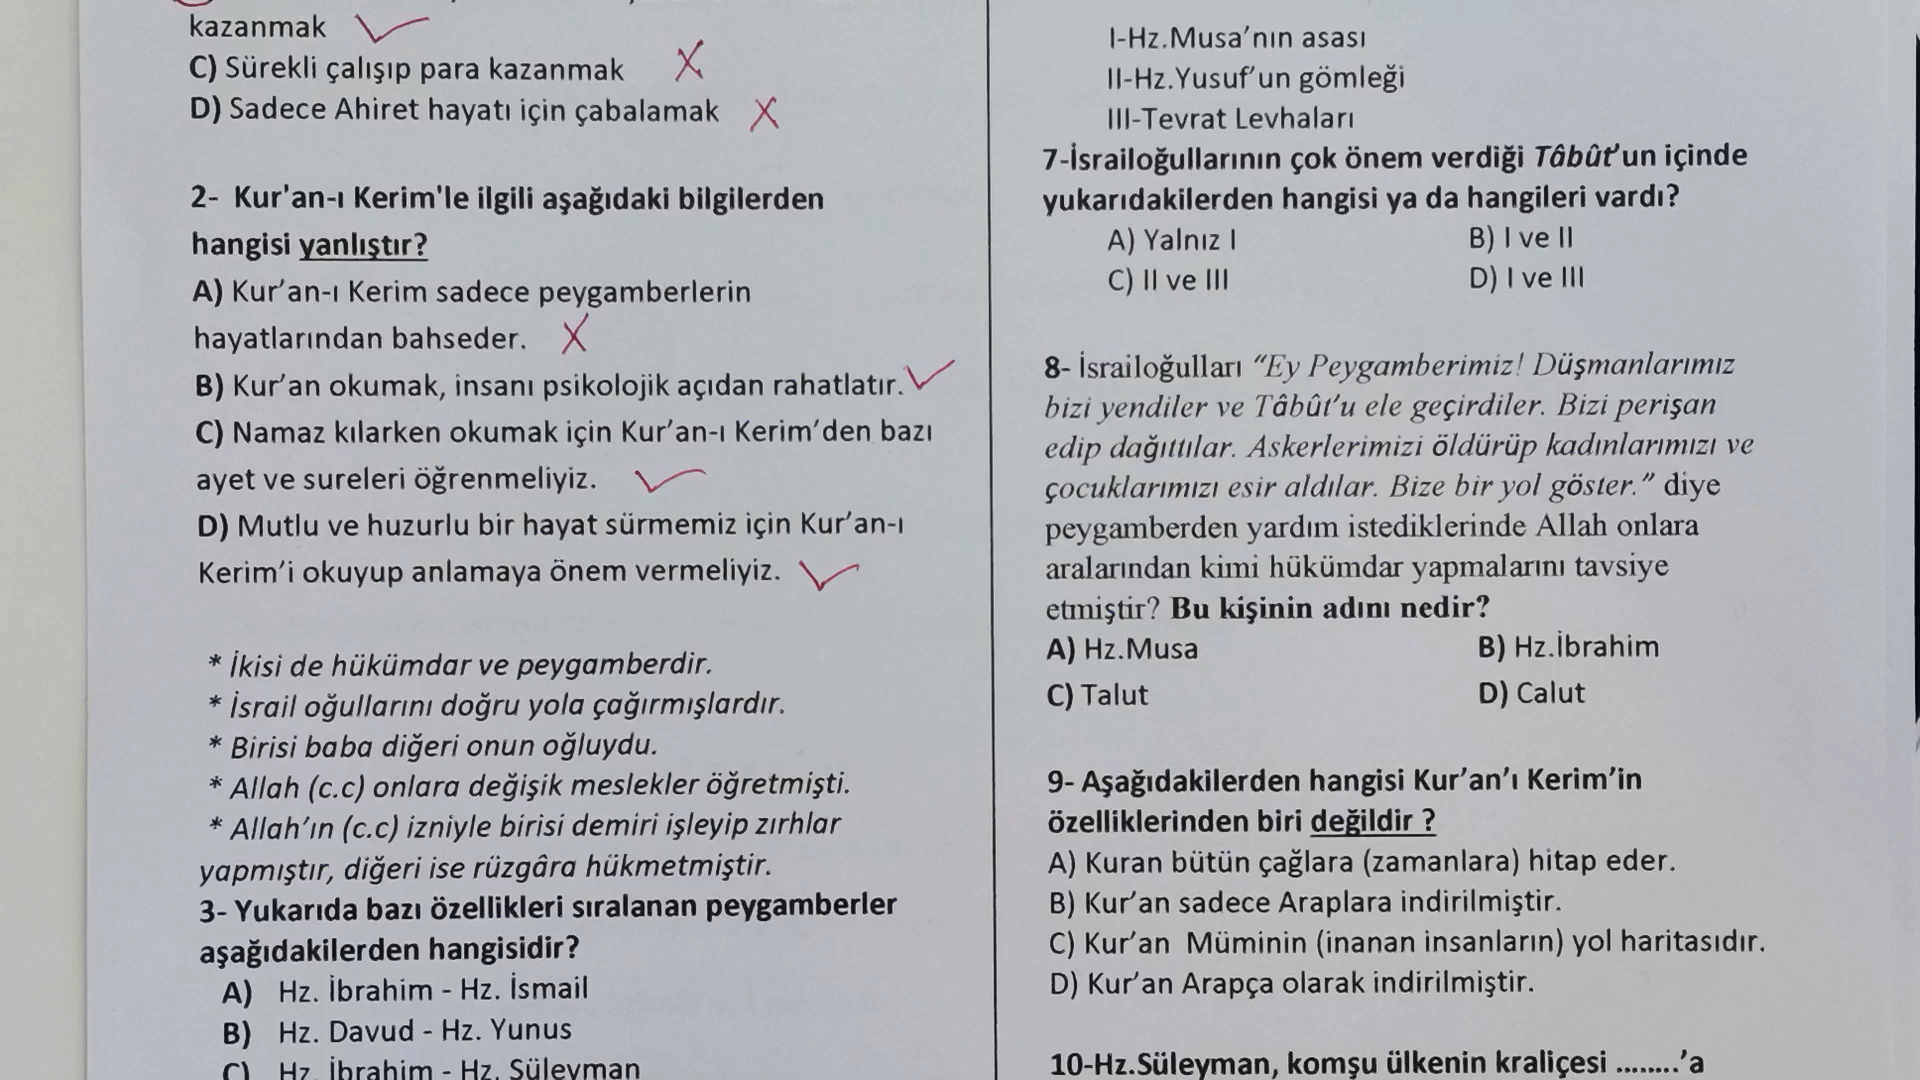 kazanmak
C) Sürekli çalışıp para kazanmak
D) Sadece Ahiret hayatı için çabalamak
2- Kur'an-ı Kerim'le ilgili aşağıdaki bilgilerden
hangisi yanlıştır?
A) Kur’an-ı Kerim sadece peygamberlerin
hayatlarından bahseder.
B) Kur’an okumak, insanı psikolojik açıdan rahatlatır.
C) Namaz kılarken okumak için Kur’an-ı Kerim’den bazı
ayet ve sureleri öğrenmeliyiz.
D) Mutlu ve huzurlu bir hayat sürmemiz için Kur’an-ı
Kerim’i okuyup anlamaya önem vermeliyiz.
* İkisi de hükümdar ve peygamberdir.
* İsrail oğullarını doğru yola çağırmışlardır.
* Birisi baba diğeri onun oğluydu.
* Allah (c.c) onlara değişik meslekler öğretmişti.
* Allah’ın (c.c) izniyle birisi demiri işleyip zırhlar
yapmıştır, diğeri ise rüzgâra hükmetmiştir.
3- Yukarıda bazı özellikleri sıralanan peygamberler
aşağıdakilerden hangisidir?
A) Hz. İbrahim - Hz. İsmail
B) Hz. Davud - Hz. Yunus
C) Hz. İbrahim - Hz. Süleyman
I-Hz.Musa’nın asası
II-Hz.Yusuf’un gömleği
III-Tevrat Levhaları
7-İsrailoğullarının çok önem verdiği Tâbût’un içinde
yukarıdakilerden hangisi ya da hangileri vardı?
A) Yalnız I B) I ve II
C) II ve III D) I ve III
8- İsrailoğulları “Ey Peygamberimiz! Düşmanlarımız
bizi yendiler ve Tâbût'u ele geçirdiler. Bizi perişan
edip dağıttılar. Askerlerimizi öldürüp kadınlarımızı ve
çocuklarımızı esir aldılar. Bize bir yol göster.” diye
peygamberden yardım istediklerinde Allah onlara
aralarından kimi hükümdar yapmalarını tavsiye
etmiştir? Bu kişinin adını nedir?
A) Hz.Musa B) Hz.İbrahim
C) Talut D) Calut
9- Aşağıdakilerden hangisi Kur’an’ı Kerim’in
özelliklerinden biri değildir ?
A) Kuran bütün çağlara (zamanlara) hitap eder.
B) Kur’an sadece Araplara indirilmiştir.
C) Kur’an Müminin (inanan insanların) yol haritasıdır.
D) Kur’an Arapça olarak indirilmiştir.
10-Hz.Süleyman, komşu ülkenin kraliçesi ........’a